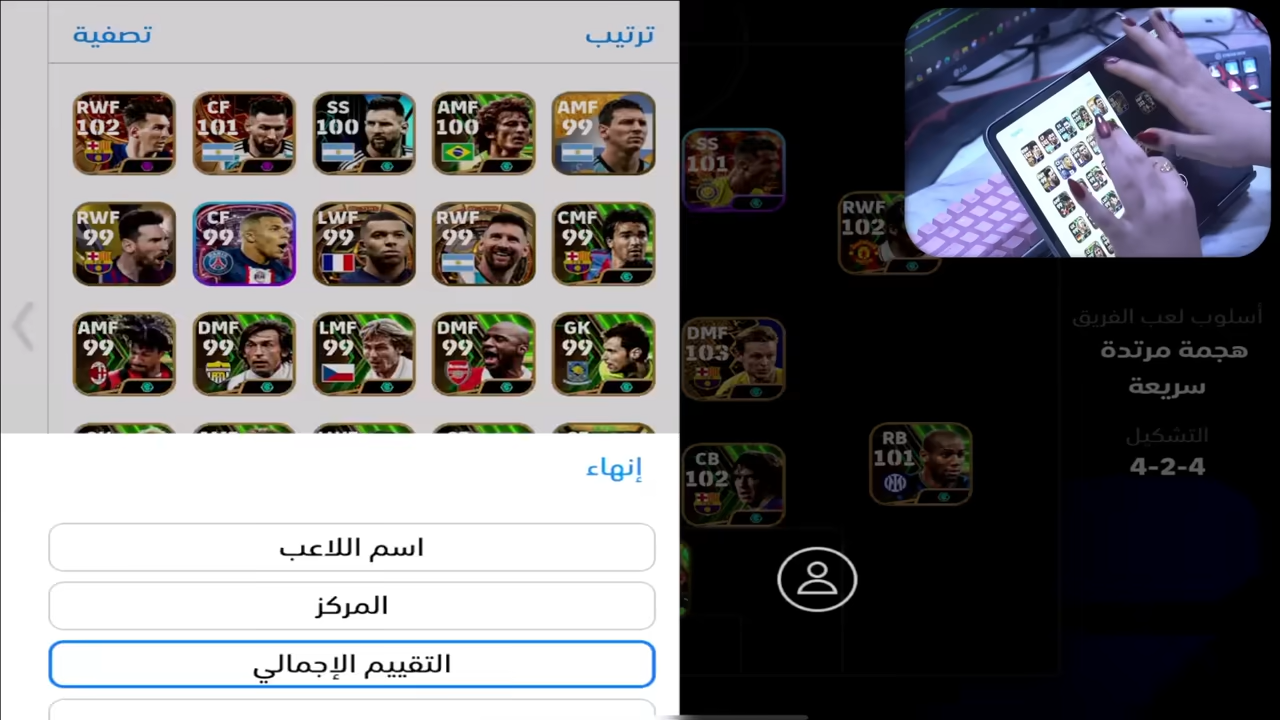 ترتيب
تصفية
RWF 102
CF 101
SS 100
AMF 100
AMF 99
RWF 99
CF 99
LWF 99
RWF 99
CMF 99
AMF 99
DMF 99
LMF 99
DMF 99
GK 99
إنهاء
اسم اللاعب
المركز
التقييم الإجمالي
SS 101
RWF 102
DMF 103
CB 102
RB 101
أسلوب لعب الفريق
هجمة مرتدة
سريعة
التشكيل
4-2-4